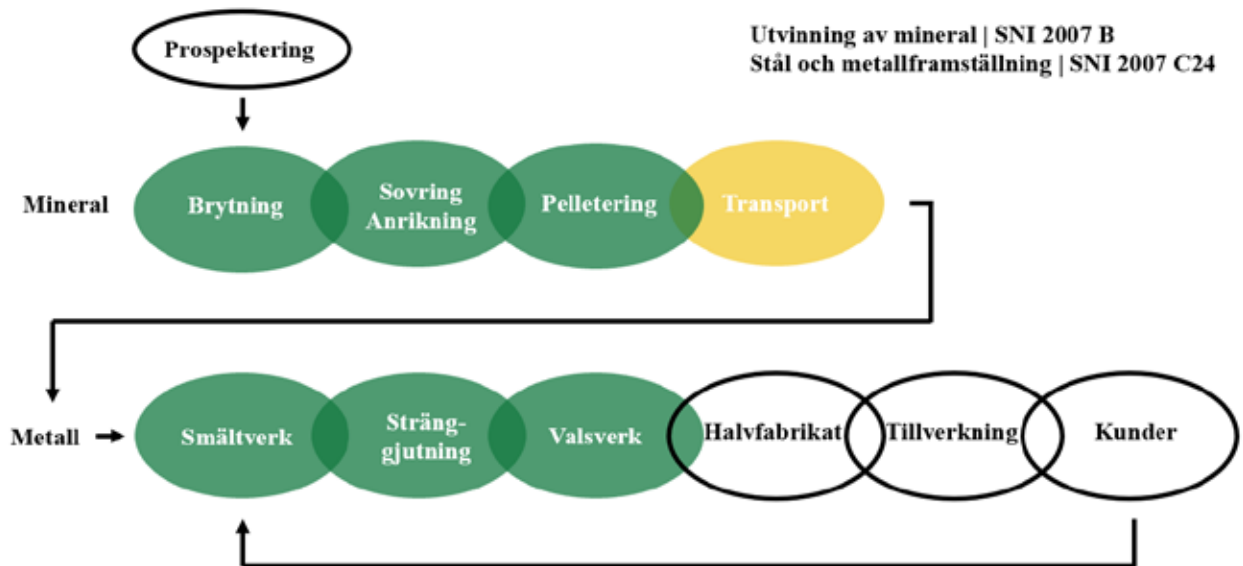 Prospektering
Utvinning av mineral | SNI 2007 B
Stål och metallframställning | SNI 2007 C24
Mineral
Brytning
Sovring
Anrikning
Pelletering
Transport
Metall
Smältverk
Sträng-
gjutning
Valsverk
Halvfabrikat
Tillverkning
Kunder